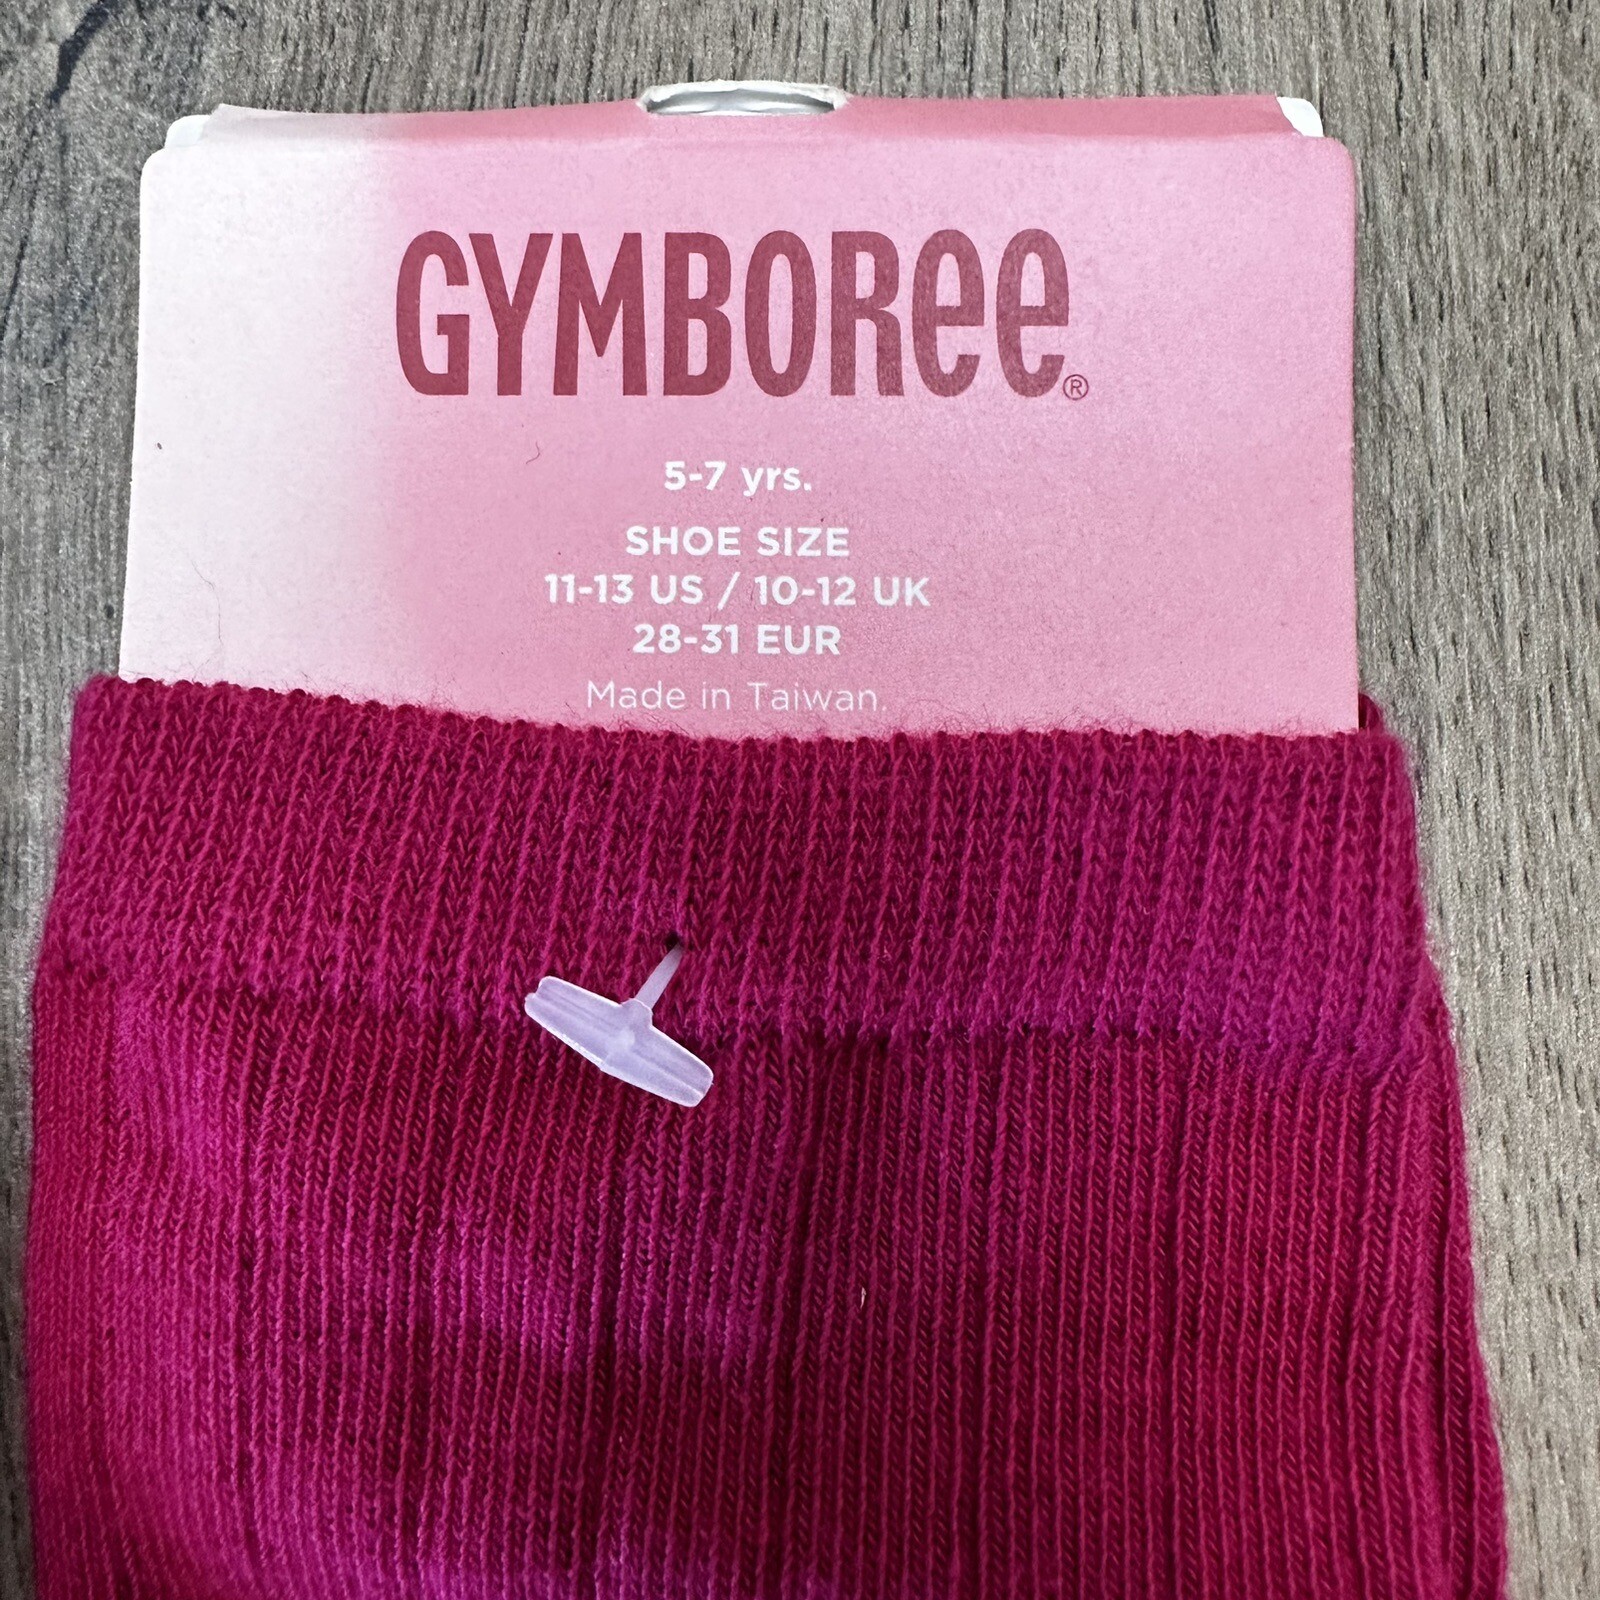 GYMBOREE®
5-7 yrs.
SHOE SIZE
11-13 US / 10-12 UK
28-31 EUR
Made in Taiwan.